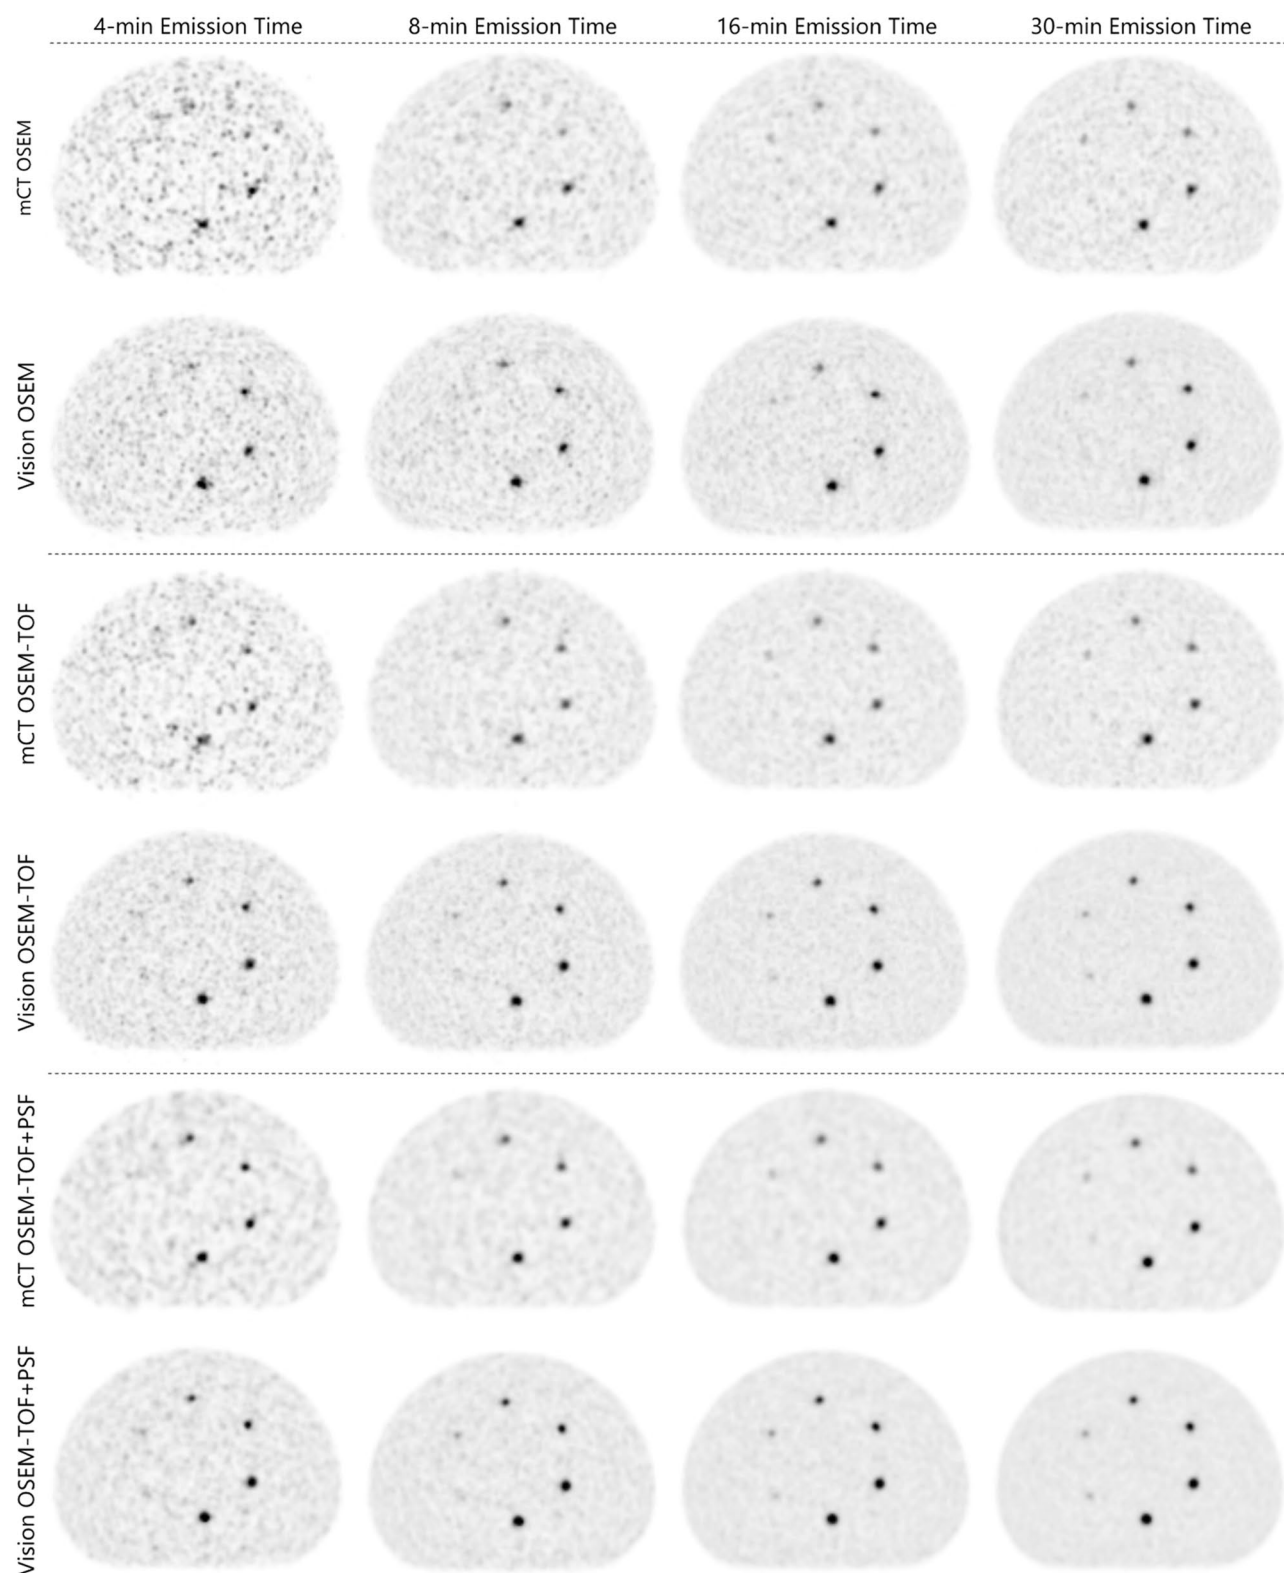 4-min Emission Time
8-min Emission Time
16-min Emission Time
30-min Emission Time
mCT OSEM
Vision OSEM
mCT OSEM-TOF
Vision OSEM-TOF
mCT OSEM-TOF+PSF
Vision OSEM-TOF+PSF